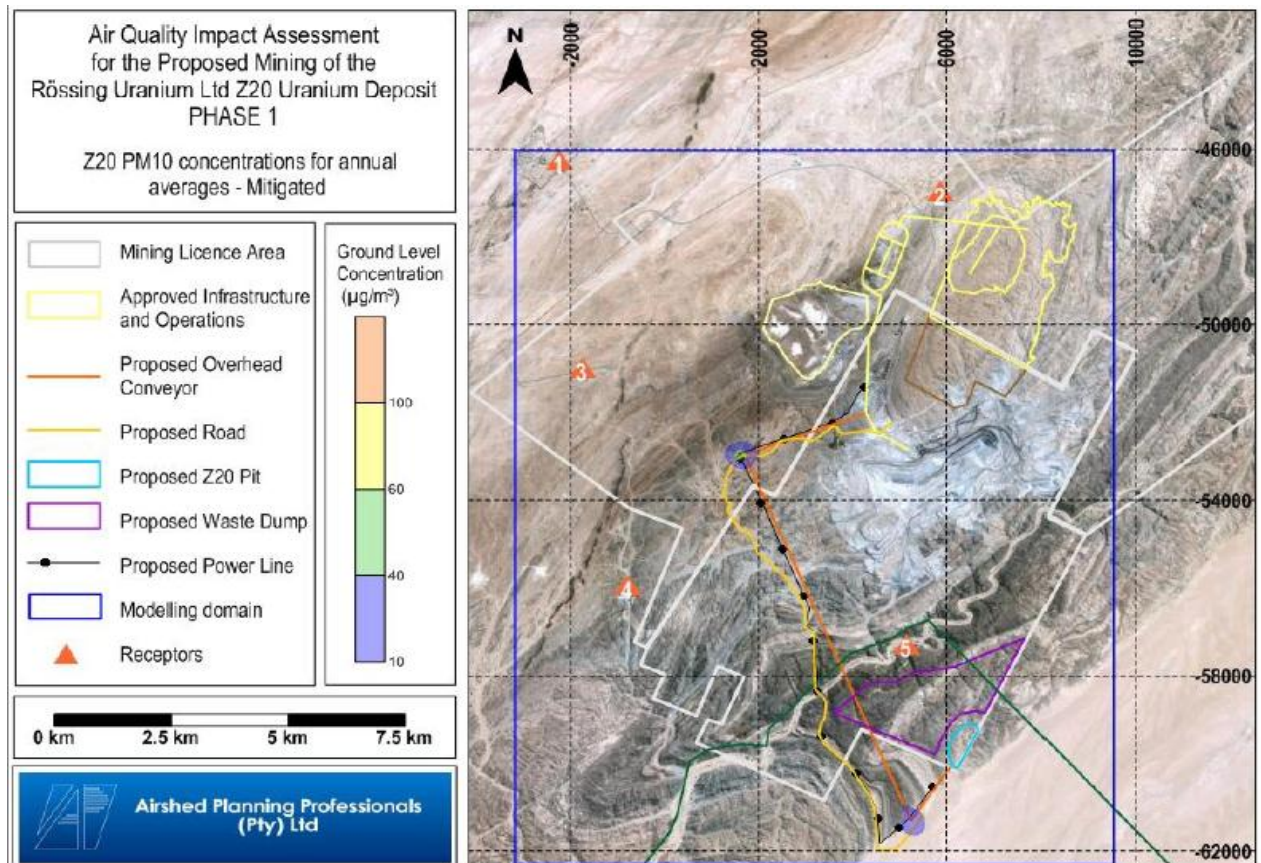 Air Quality Impact Assessment
for the Proposed Mining of the
Rössing Uranium Ltd Z20 Uranium Deposit
PHASE 1
Z20 PM10 concentrations for annual
averages - Mitigated
Mining Licence Area
Approved Infrastructure
and Operations
Proposed Overhead
Conveyor
Proposed Road
Proposed Z20 Pit
Proposed Waste Dump
Proposed Power Line
Modelling domain
Receptors
Ground Level
Concentration
(µg/m³)
100
60
40
10
0 km 2.5 km 5 km 7.5 km
Airshed Planning Professionals
(Pty) Ltd
N
-2000
2000
6000
10000
-46000
-50000
-54000
-58000
-62000
1
2
3
4
5